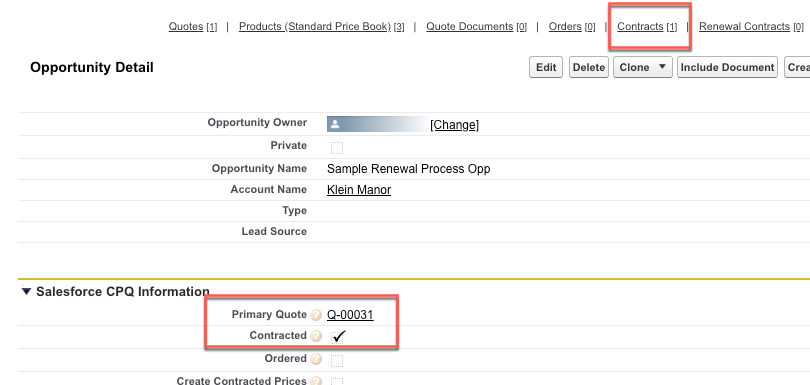 Quotes [1] | Products (Standard Price Book) [3] | Quote Documents [0] | Orders [0] | Contracts [1] | Renewal Contracts [0]
Opportunity Detail Edit Delete Clone Include Document
Opportunity Owner [Change]
Private
Opportunity Name Sample Renewal Process Opp
Account Name Klein Manor
Type
Lead Source
Salesforce CPQ Information
Primary Quote ? Q-00031
Contracted ?
Ordered ?
Create Contracted Prices ?